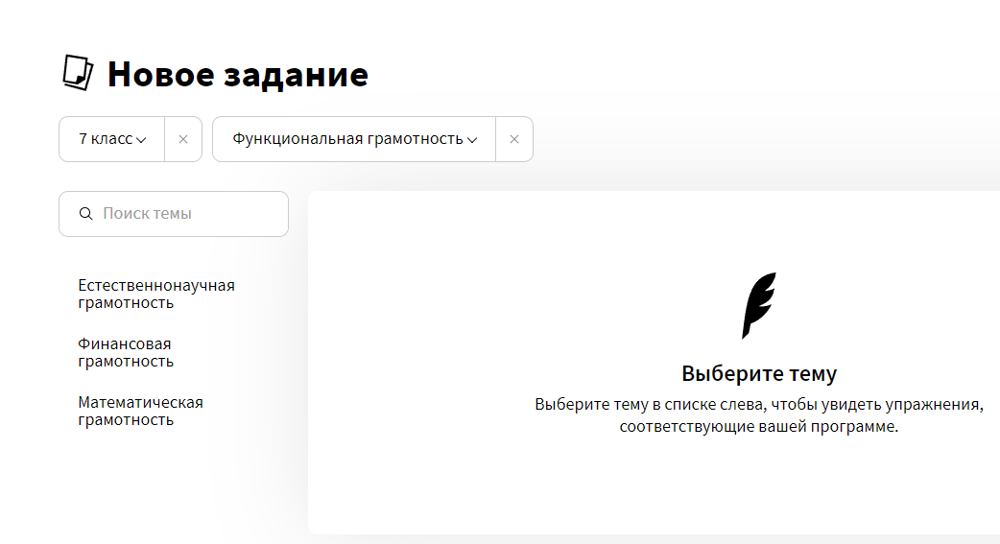 Новое задание
7 класс
Функциональная грамотность
Поиск темы
Естественнонаучная
грамотность
Финансовая
грамотность
Математическая
грамотность
Выберите тему
Выберите тему в списке слева, чтобы увидеть упражнения,
соответствующие вашей программе.